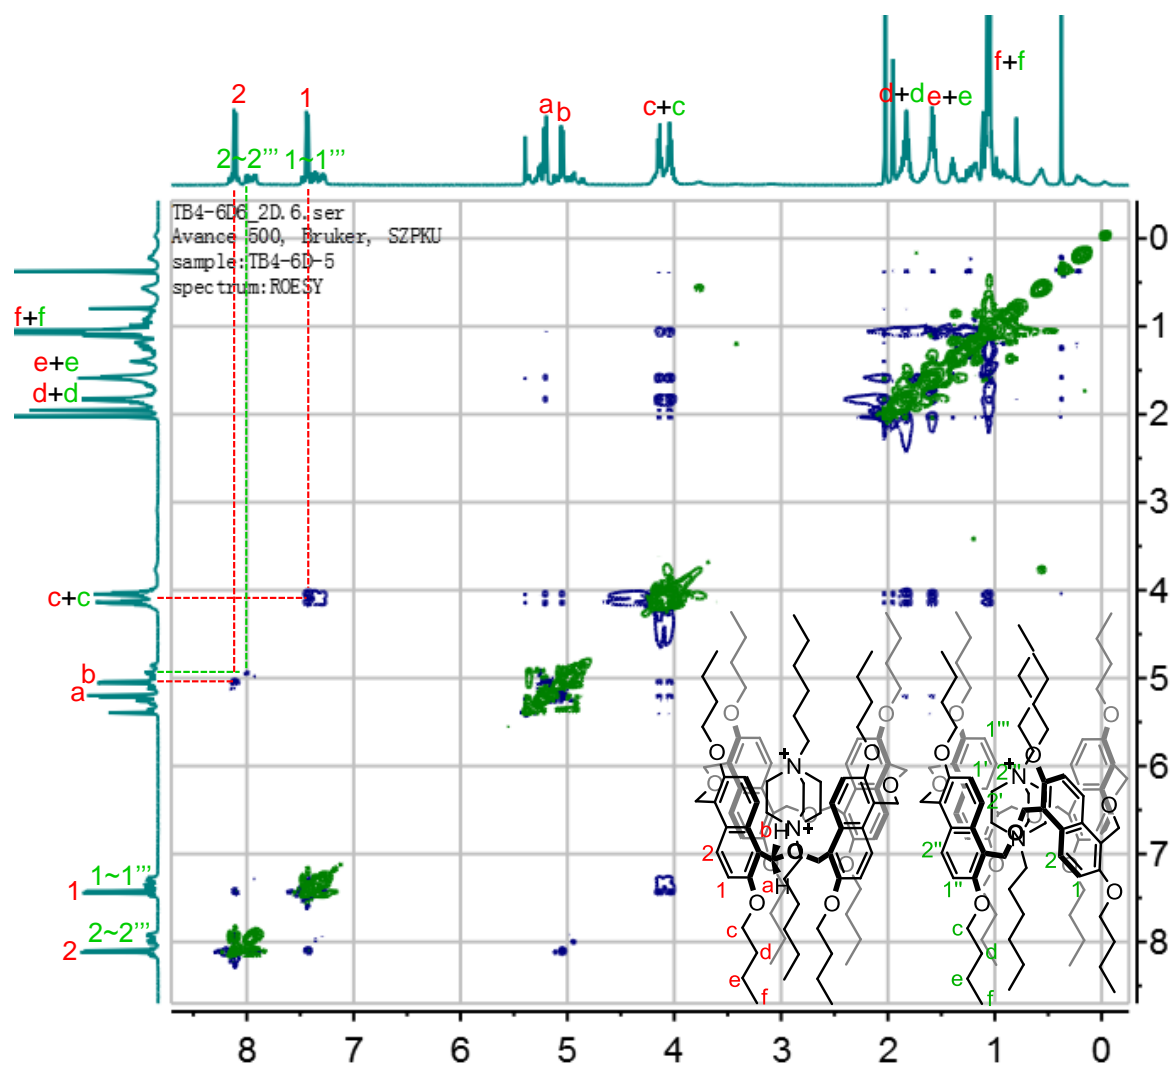 f+f
2
1
a
b
c+c
d+d
e+e
2~2'''
1~1'''
TB4-6D6_2D.6.ser
Avance 500, Bruker, SZPKU
sample:TB4-6D-5
spectrum:ROESY
0
f+f
1
e+e
d+d
2
3
c+c
4
b
a
5
6
7
1~1'''
1
2~2'''
2
8
O
O
O
O
O
O
O
O
1'''
+
N
1'
2'''
+
N
2'
b
H
N
+
O
2
1
a
H
O
O
c
d
e
f
O
N
2''
1''
2
1
O
O
c
d
e
f
8
7
6
5
4
3
2
1
0